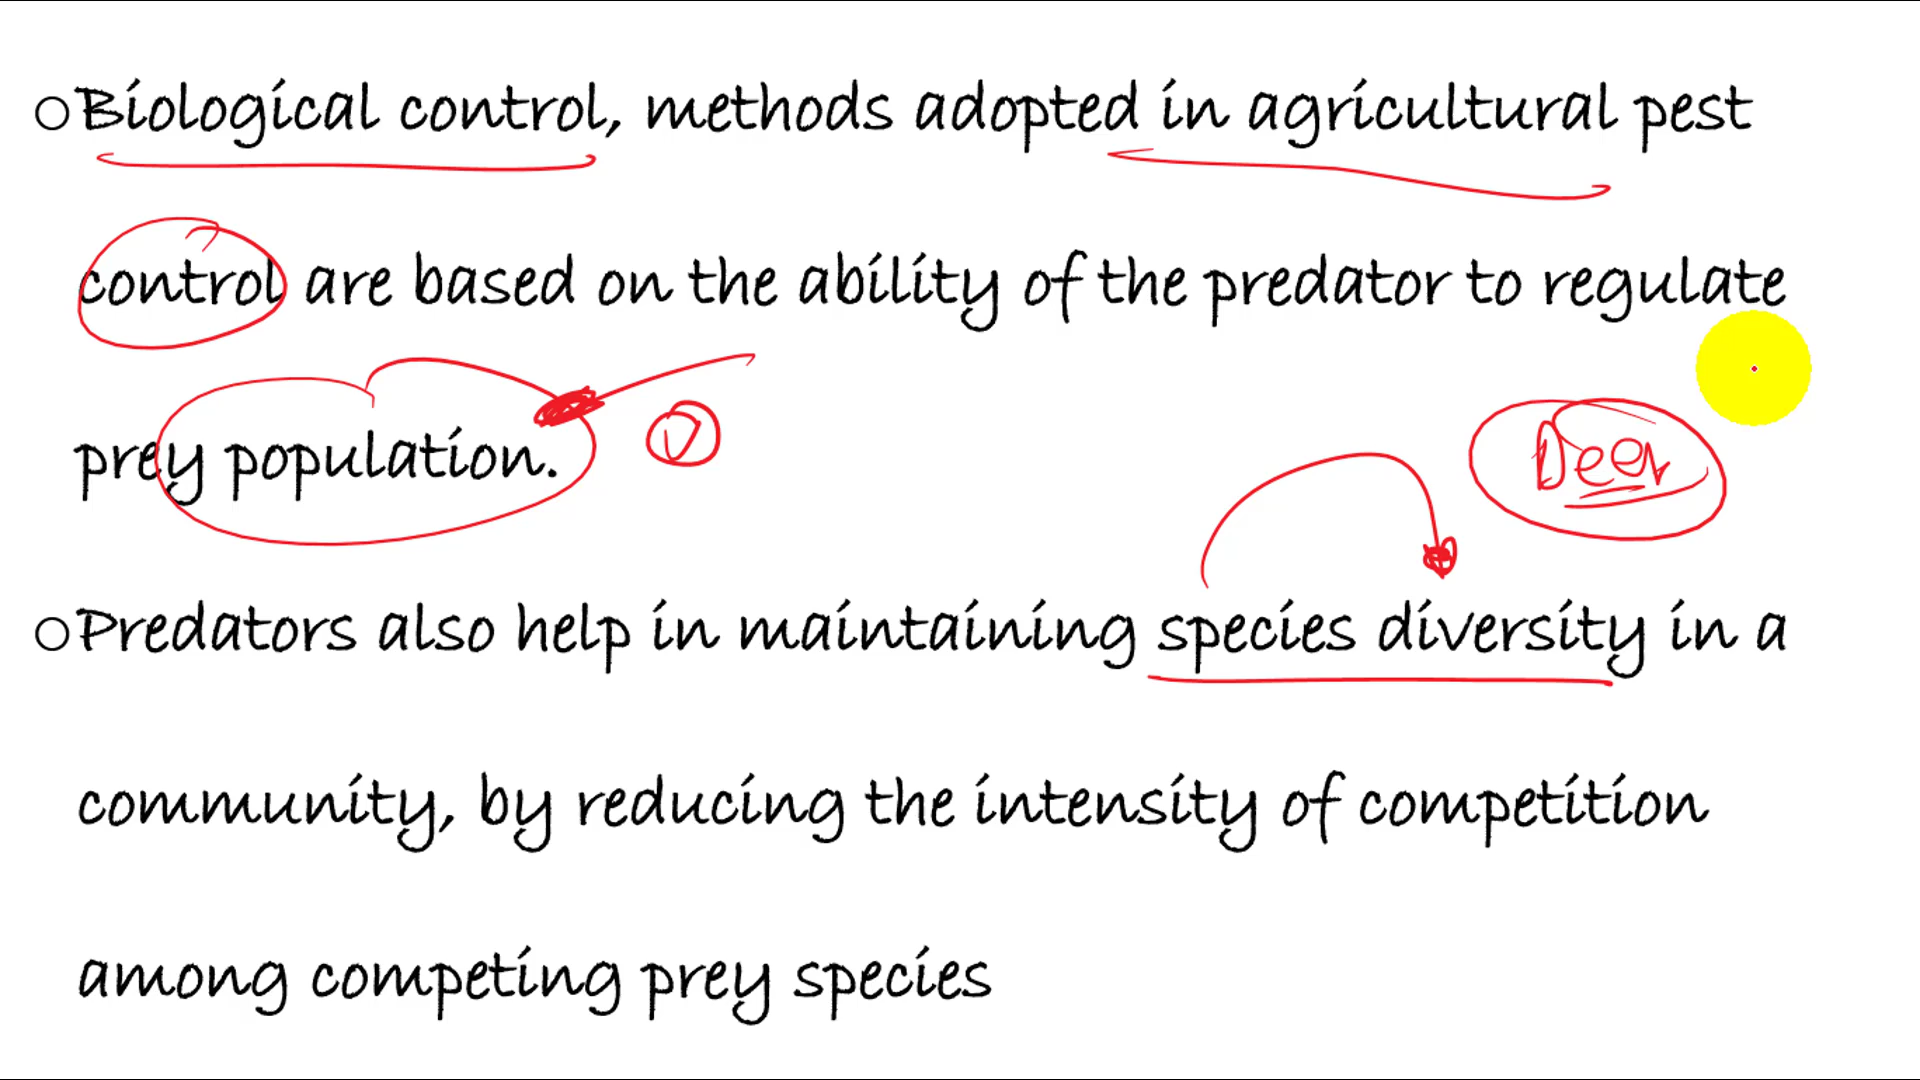 Biological control, methods adopted in agricultural pest
control are based on the ability of the predator to regulate
prey population.
Deer
Predators also help in maintaining species diversity in a
community, by reducing the intensity of competition
among competing prey species